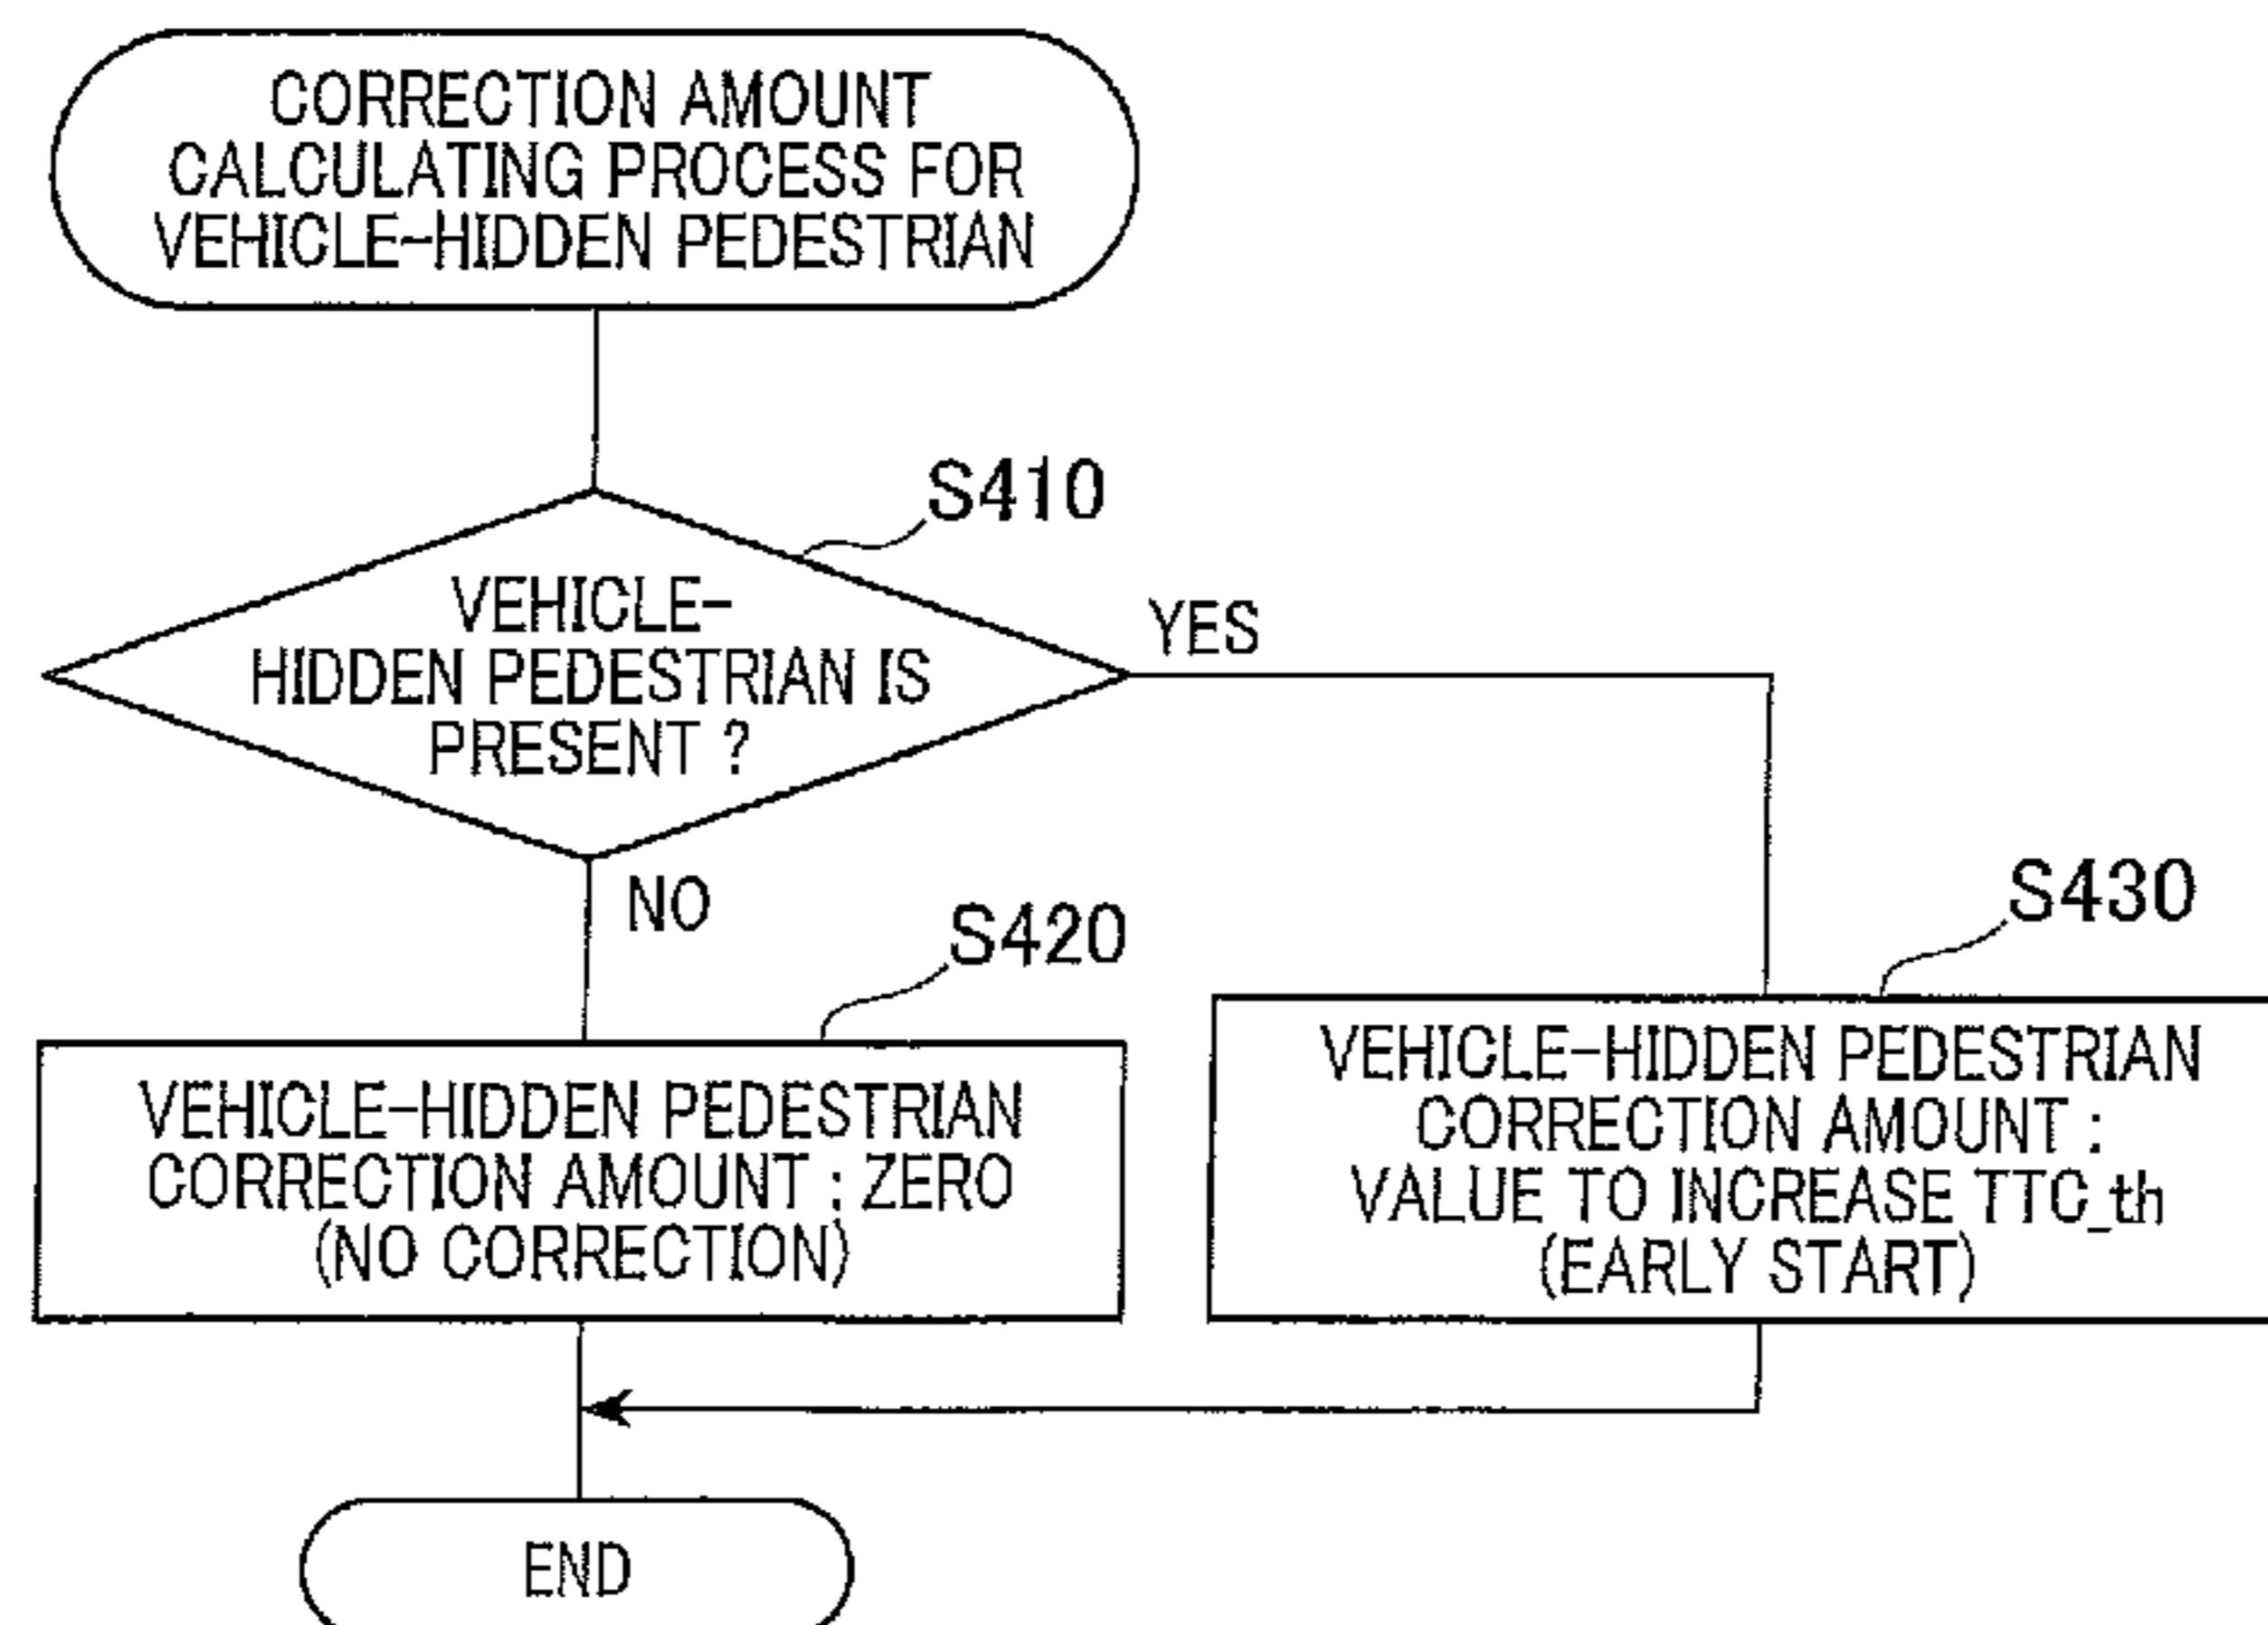 CORRECTION AMOUNT
CALCULATING PROCESS FOR
VEHICLE-HIDDEN PEDESTRIAN
S410
VEHICLE-
HIDDEN PEDESTRIAN IS
PRESENT ?
YES
NO
S420
VEHICLE-HIDDEN PEDESTRIAN
CORRECTION AMOUNT : ZERO
(NO CORRECTION)
S430
VEHICLE-HIDDEN PEDESTRIAN
CORRECTION AMOUNT :
VALUE TO INCREASE TTC_th
(EARLY START)
END